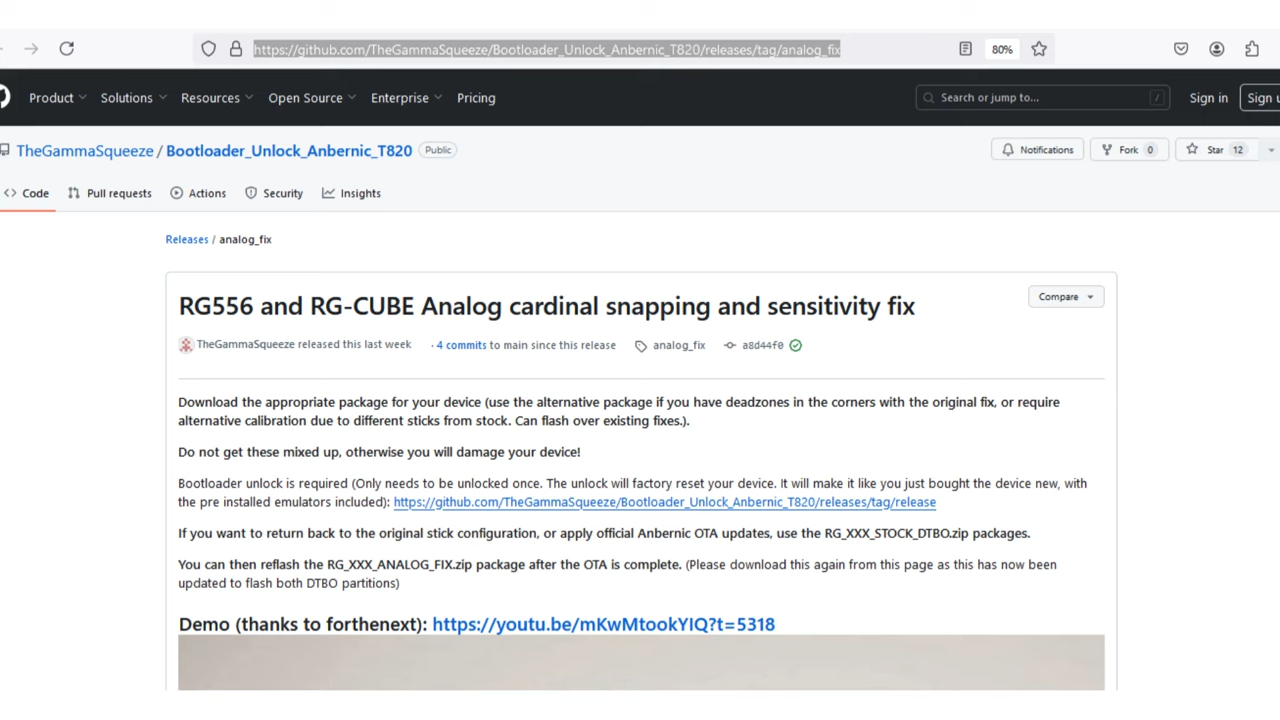 https://github.com/TheGammaSqueeze/Bootloader_Unlock_Anbernic_T820/releases/tag/analog_fix
80%
Product
Solutions
Resources
Open Source
Enterprise
Pricing
Search or jump to...
/
Sign in
Sign u
TheGammaSqueeze / Bootloader_Unlock_Anbernic_T820
Public
Notifications
Fork 0
Star 12
<> Code
Pull requests
Actions
Security
Insights
Releases / analog_fix
RG556 and RG-CUBE Analog cardinal snapping and sensitivity fix
Compare
TheGammaSqueeze released this last week
· 4 commits to main since this release
analog_fix
a8d44f0
Download the appropriate package for your device (use the alternative package if you have deadzones in the corners with the original fix, or require
alternative calibration due to different sticks from stock. Can flash over existing fixes.).
Do not get these mixed up, otherwise you will damage your device!
Bootloader unlock is required (Only needs to be unlocked once. The unlock will factory reset your device. It will make it like you just bought the device new, with
the pre installed emulators included): https://github.com/TheGammaSqueeze/Bootloader_Unlock_Anbernic_T820/releases/tag/release
If you want to return back to the original stick configuration, or apply official Anbernic OTA updates, use the RG_XXX_STOCK_DTBO.zip packages.
You can then reflash the RG_XXX_ANALOG_FIX.zip package after the OTA is complete. (Please download this again from this page as this has now been
updated to flash both DTBO partitions)
Demo (thanks to forthenext): https://youtu.be/mKwMtookYIQ?t=5318